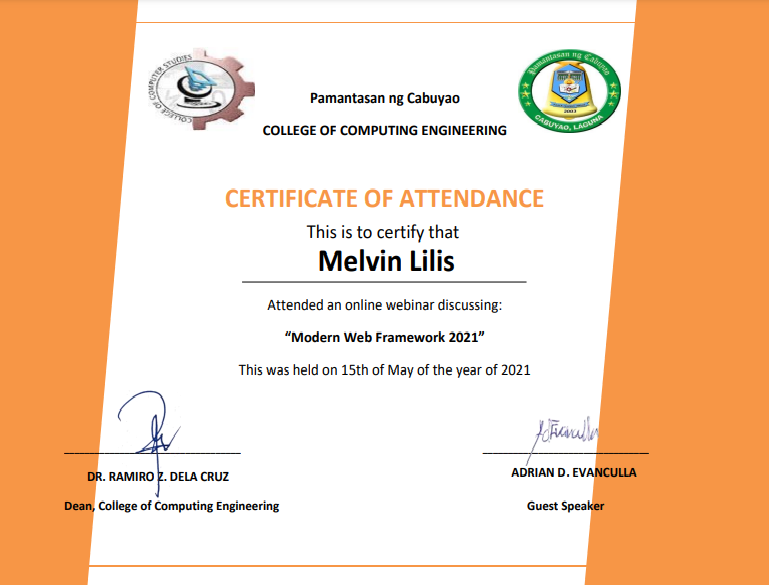 COLLEGE OF COMPUTER STUDIES
Pamantasan ng Cabuyao
COLLEGE OF COMPUTING ENGINEERING
Pamantasan ng Cabuyao
2003
CABUYAO, LAGUNA
CERTIFICATE OF ATTENDANCE
This is to certify that
Melvin Lilis
Attended an online webinar discussing:
“Modern Web Framework 2021”
This was held on 15th of May of the year of 2021
DR. RAMIRO Z. DELA CRUZ
Dean, College of Computing Engineering
AdEvanculla
ADRIAN D. EVANCULLA
Guest Speaker